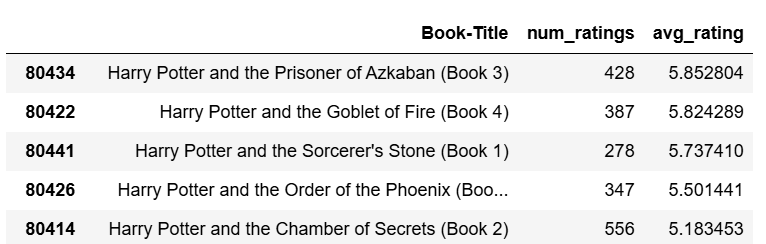 Book-Title num_ratings avg_rating
80434 Harry Potter and the Prisoner of Azkaban (Book 3) 428 5.852804
80422 Harry Potter and the Goblet of Fire (Book 4) 387 5.824289
80441 Harry Potter and the Sorcerer's Stone (Book 1) 278 5.737410
80426 Harry Potter and the Order of the Phoenix (Boo... 347 5.501441
80414 Harry Potter and the Chamber of Secrets (Book 2) 556 5.183453